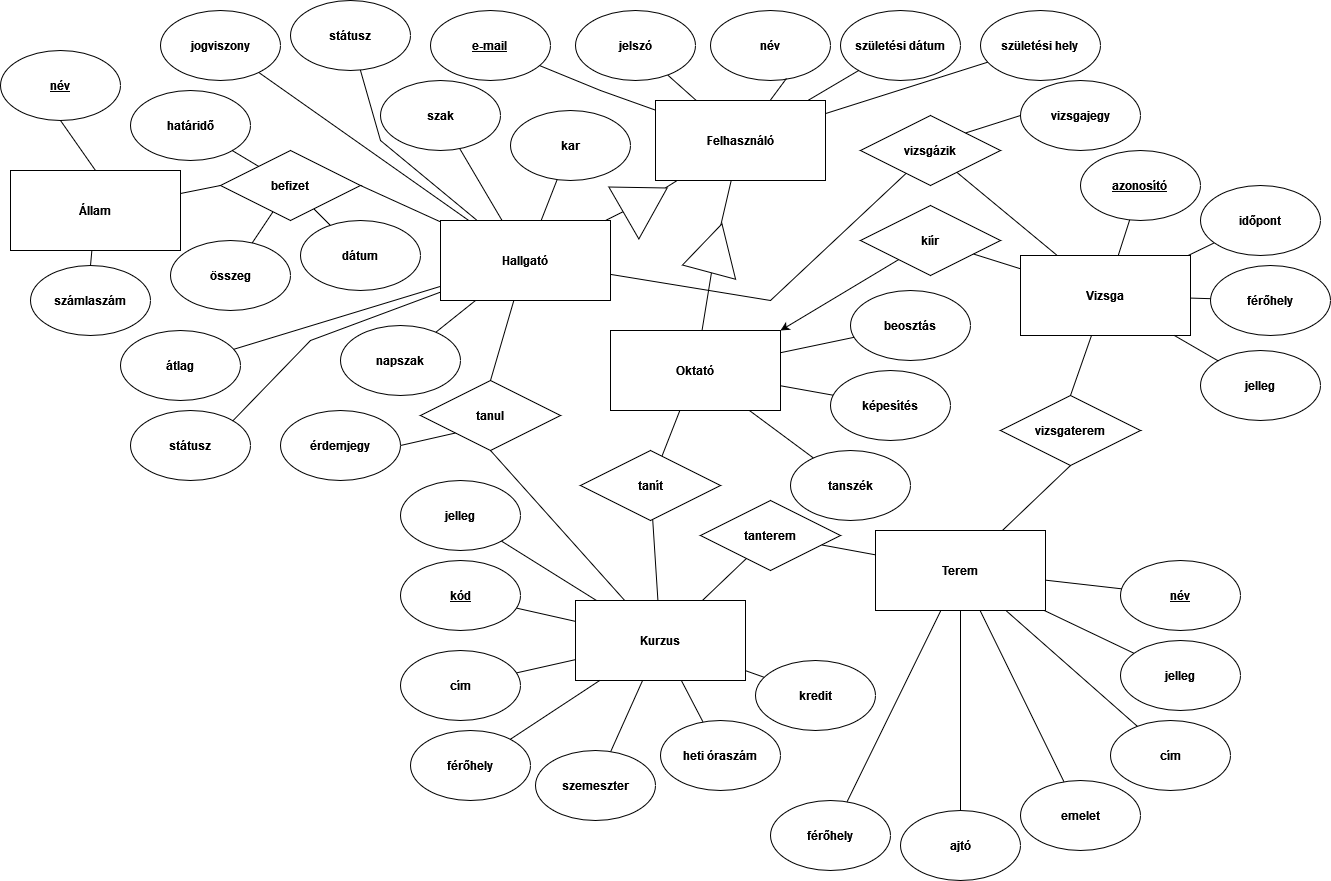 státusz
jogviszony
e-mail
jelszó
név
születési dátum
születési hely
név
szak
vizsgajegy
határidő
kar
Felhasználó
vizsgázik
befizet
azonosító
Állam
időpont
kiír
dátum
Hallgató
összeg
számlaszám
Vizsga
férőhely
beosztás
napszak
átlag
Oktató
jelleg
képesítés
tanul
vizsgaterem
érdemjegy
státusz
tanít
tanszék
jelleg
tanterem
Terem
kód
név
Kurzus
jelleg
cím
kredit
heti óraszám
cím
férőhely
szemeszter
emelet
férőhely
ajtó